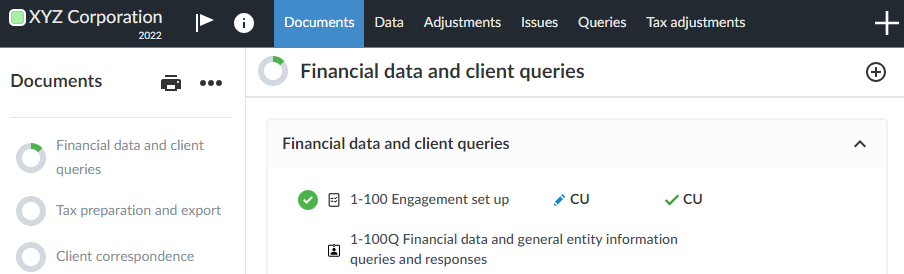 XYZ Corporation
2022
Documents Data Adjustments Issues Queries Tax adjustments
Documents
Financial data and client
queries
Tax preparation and export
Client correspondence
Financial data and client queries
Financial data and client queries
1-100 Engagement set up CU CU
1-100Q Financial data and general entity information
queries and responses